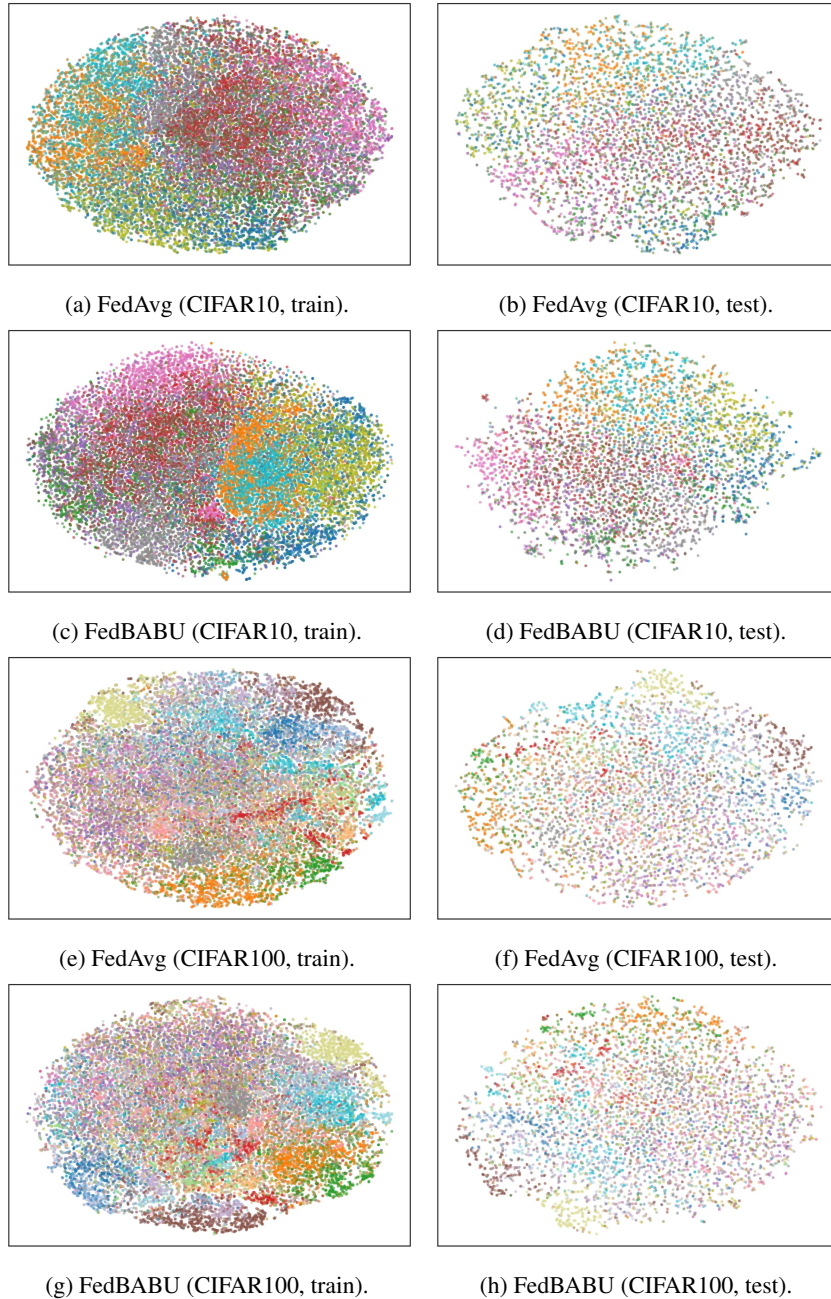 (a) FedAvg (CIFAR10, train).
(b) FedAvg (CIFAR10, test).
(c) FedBABU (CIFAR10, train).
(d) FedBABU (CIFAR10, test).
(e) FedAvg (CIFAR100, train).
(f) FedAvg (CIFAR100, test).
(g) FedBABU (CIFAR100, train).
(h) FedBABU (CIFAR100, test).